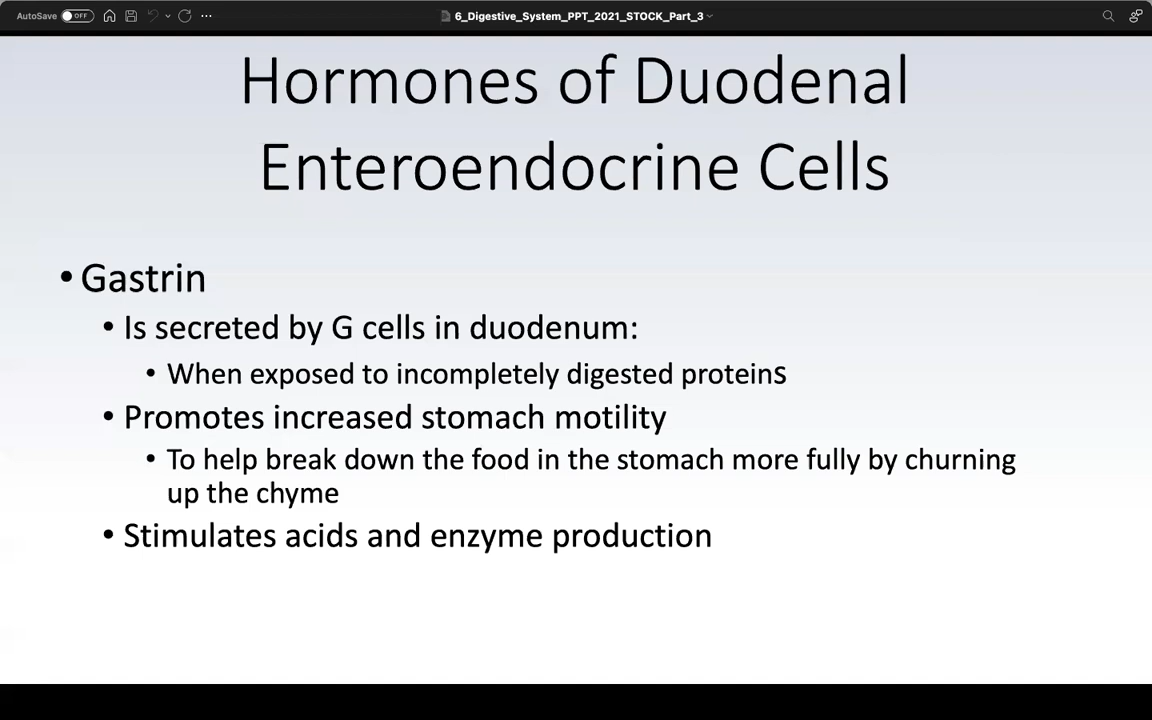 AutoSave OFF ... 6_Digestive_System_PPT_2021_STOCK_Part_3
Hormones of Duodenal
Enteroendocrine Cells
• Gastrin
• Is secreted by G cells in duodenum:
• When exposed to incompletely digested proteins
• Promotes increased stomach motility
• To help break down the food in the stomach more fully by churning
up the chyme
• Stimulates acids and enzyme production